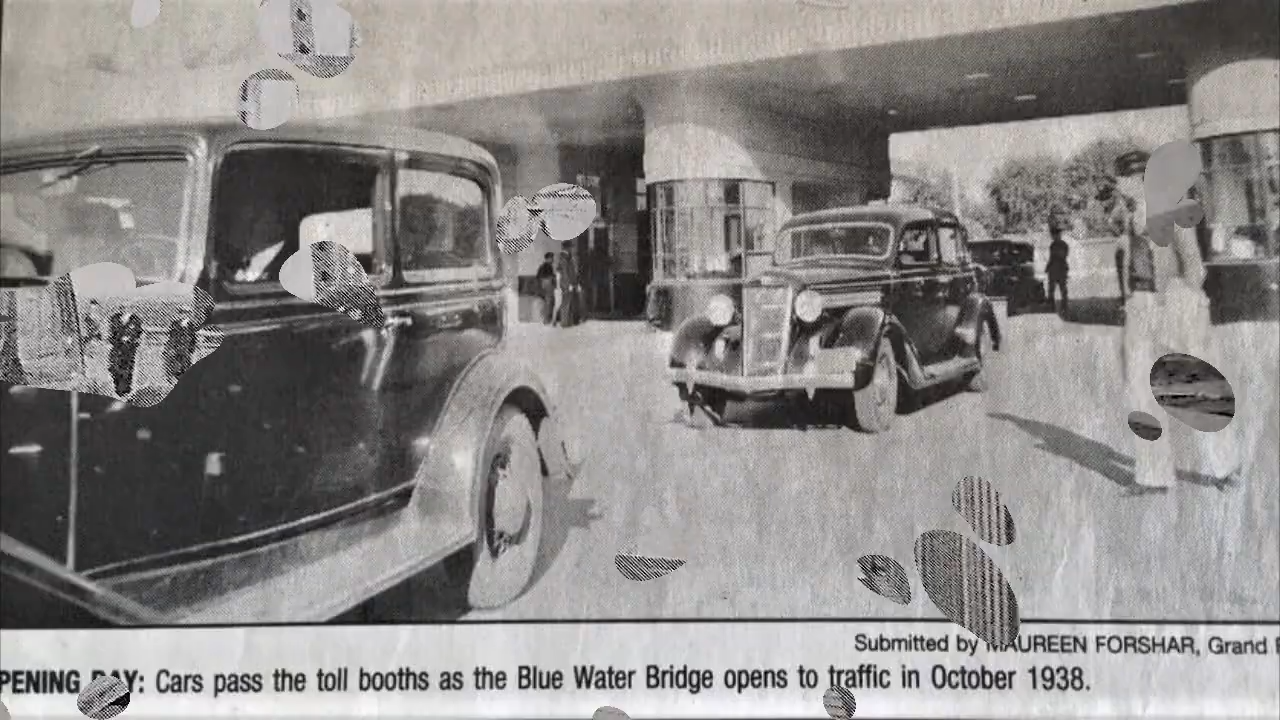 Submitted by MAUREEN FORSHAR, Grand
PENING DAY: Cars pass the toll booths as the Blue Water Bridge opens to traffic in October 1938.